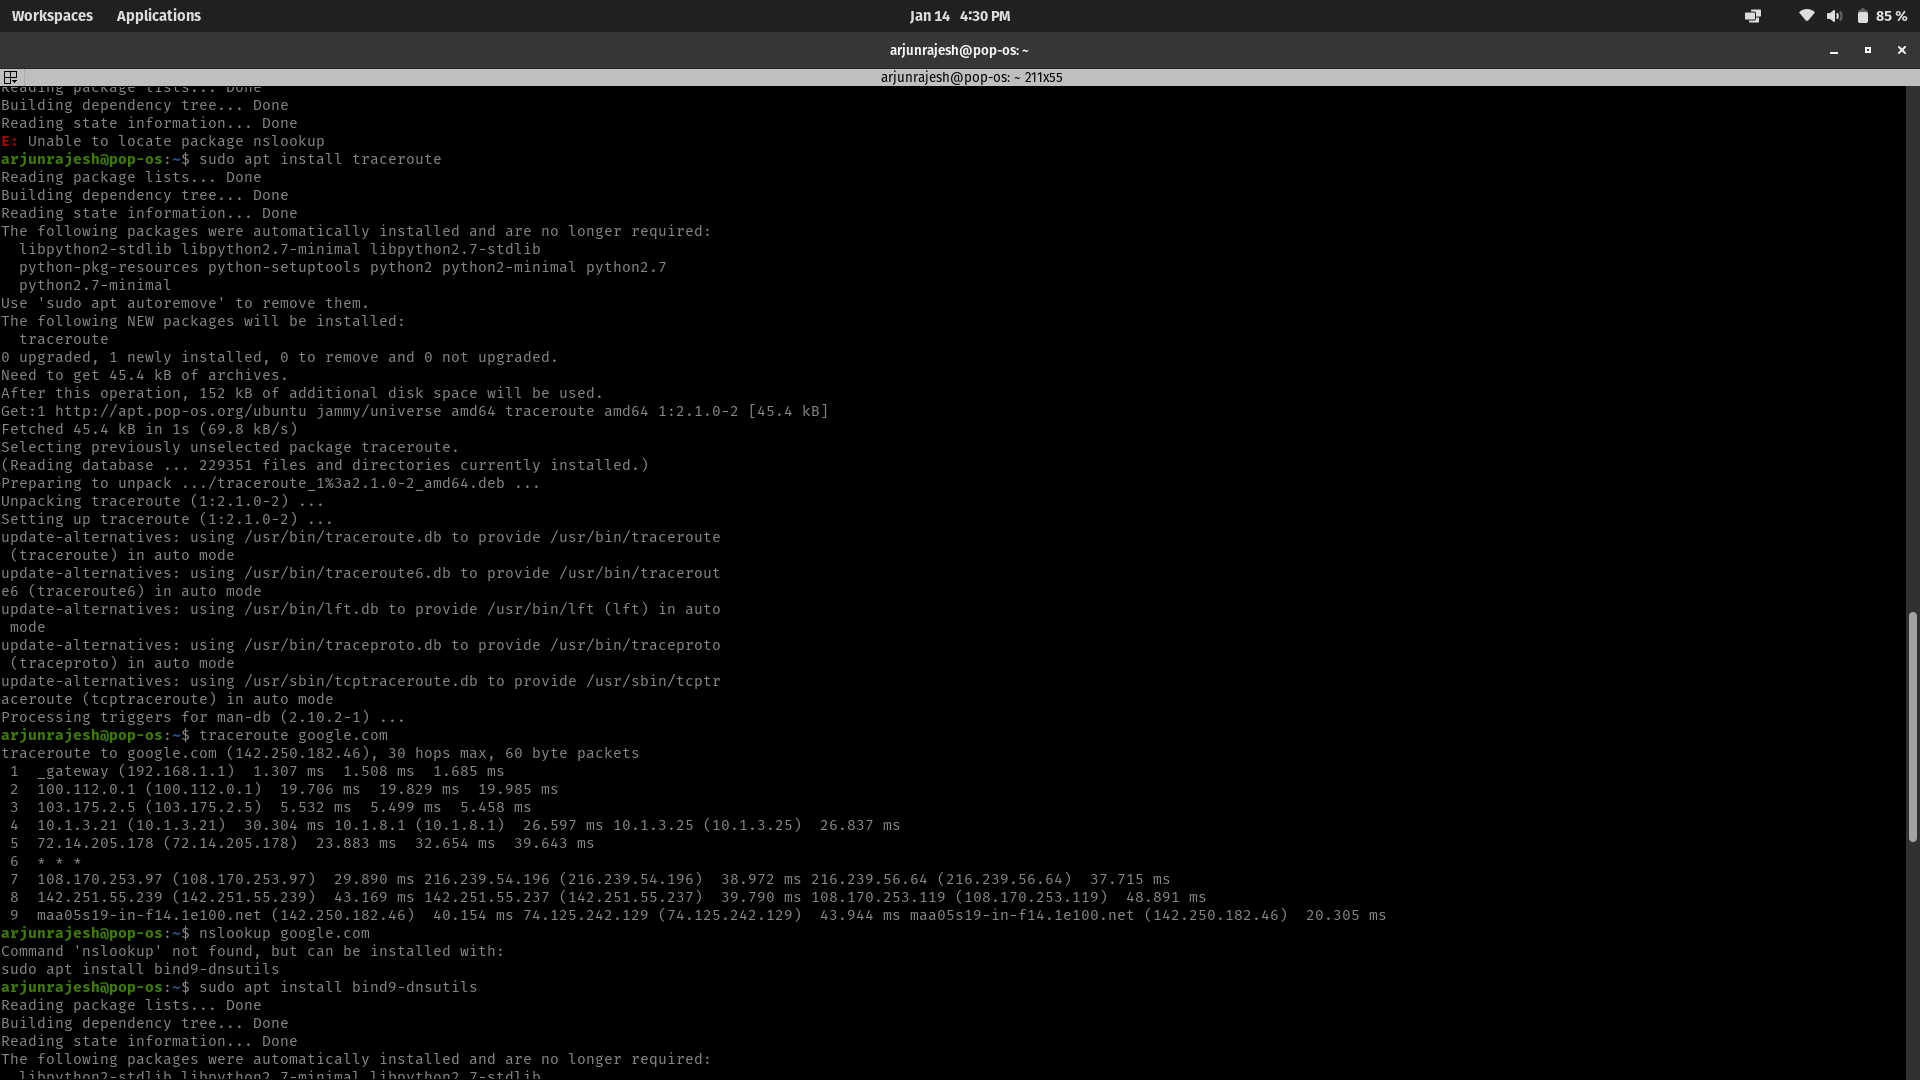 Workspaces Applications Jan 14 4:30 PM 85 %
arjunrajesh@pop-os: ~
arjunrajesh@pop-os: ~ 211x55
Reading package lists... Done
Building dependency tree... Done
Reading state information... Done
E: Unable to locate package nslookup
arjunrajesh@pop-os:~$ sudo apt install traceroute
Reading package lists... Done
Building dependency tree... Done
Reading state information... Done
The following packages were automatically installed and are no longer required:
  libpython2-stdlib libpython2.7-minimal libpython2.7-stdlib
  python-pkg-resources python-setuptools python2 python2-minimal python2.7
  python2.7-minimal
Use 'sudo apt autoremove' to remove them.
The following NEW packages will be installed:
  traceroute
0 upgraded, 1 newly installed, 0 to remove and 0 not upgraded.
Need to get 45.4 kB of archives.
After this operation, 152 kB of additional disk space will be used.
Get:1 http://apt.pop-os.org/ubuntu jammy/universe amd64 traceroute amd64 1:2.1.0-2 [45.4 kB]
Fetched 45.4 kB in 1s (69.8 kB/s)
Selecting previously unselected package traceroute.
(Reading database ... 229351 files and directories currently installed.)
Preparing to unpack .../traceroute_1%3a2.1.0-2_amd64.deb ...
Unpacking traceroute (1:2.1.0-2) ...
Setting up traceroute (1:2.1.0-2) ...
update-alternatives: using /usr/bin/traceroute.db to provide /usr/bin/traceroute
 (traceroute) in auto mode
update-alternatives: using /usr/bin/traceroute6.db to provide /usr/bin/tracerout
e6 (traceroute6) in auto mode
update-alternatives: using /usr/bin/lft.db to provide /usr/bin/lft (lft) in auto
 mode
update-alternatives: using /usr/bin/traceproto.db to provide /usr/bin/traceproto
 (traceproto) in auto mode
update-alternatives: using /usr/sbin/tcptraceroute.db to provide /usr/sbin/tcptr
aceroute (tcptraceroute) in auto mode
Processing triggers for man-db (2.10.2-1) ...
arjunrajesh@pop-os:~$ traceroute google.com
traceroute to google.com (142.250.182.46), 30 hops max, 60 byte packets
 1  _gateway (192.168.1.1)  1.307 ms  1.508 ms  1.685 ms
 2  100.112.0.1 (100.112.0.1)  19.706 ms  19.829 ms  19.985 ms
 3  103.175.2.5 (103.175.2.5)  5.532 ms  5.499 ms  5.458 ms
 4  10.1.3.21 (10.1.3.21)  30.304 ms 10.1.8.1 (10.1.8.1)  26.597 ms 10.1.3.25 (10.1.3.25)  26.837 ms
 5  72.14.205.178 (72.14.205.178)  23.883 ms  32.654 ms  39.643 ms
 6  * * *
 7  108.170.253.97 (108.170.253.97)  29.890 ms 216.239.54.196 (216.239.54.196)  38.972 ms 216.239.56.64 (216.239.56.64)  37.715 ms
 8  142.251.55.239 (142.251.55.239)  43.169 ms 142.251.55.237 (142.251.55.237)  39.790 ms 108.170.253.119 (108.170.253.119)  48.891 ms
 9  maa05s19-in-f14.1e100.net (142.250.182.46)  40.154 ms 74.125.242.129 (74.125.242.129)  43.944 ms maa05s19-in-f14.1e100.net (142.250.182.46)  20.305 ms
arjunrajesh@pop-os:~$ nslookup google.com
Command 'nslookup' not found, but can be installed with:
sudo apt install bind9-dnsutils
arjunrajesh@pop-os:~$ sudo apt install bind9-dnsutils
Reading package lists... Done
Building dependency tree... Done
Reading state information... Done
The following packages were automatically installed and are no longer required:
  libpython2-stdlib libpython2.7-minimal libpython2.7-stdlib